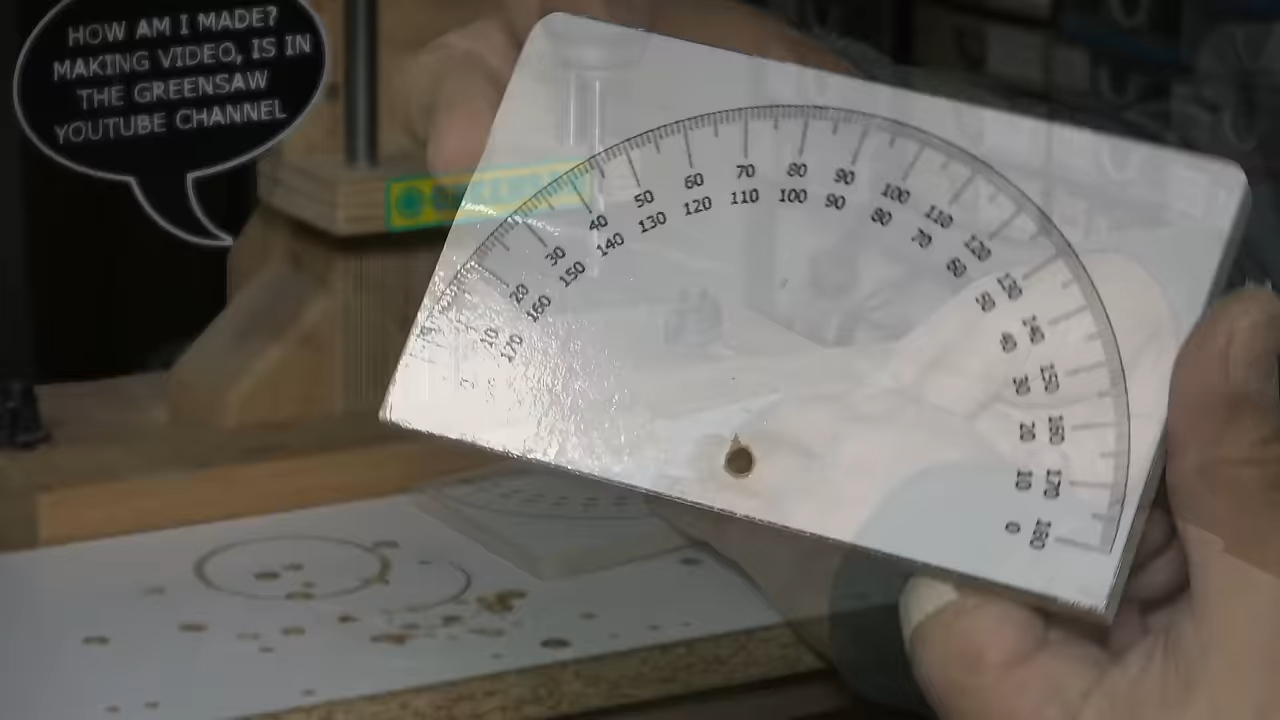 HOW AM I MADE?
MAKING VIDEO, IS IN
THE GREENSAW
YOUTUBE CHANNEL
10 20 30 40 50 60 70 80 90 100 110 120 130 140 150 160 170 180
170 160 150 140 130 120 110 100 90 80 70 60 50 40 30 20 10 0